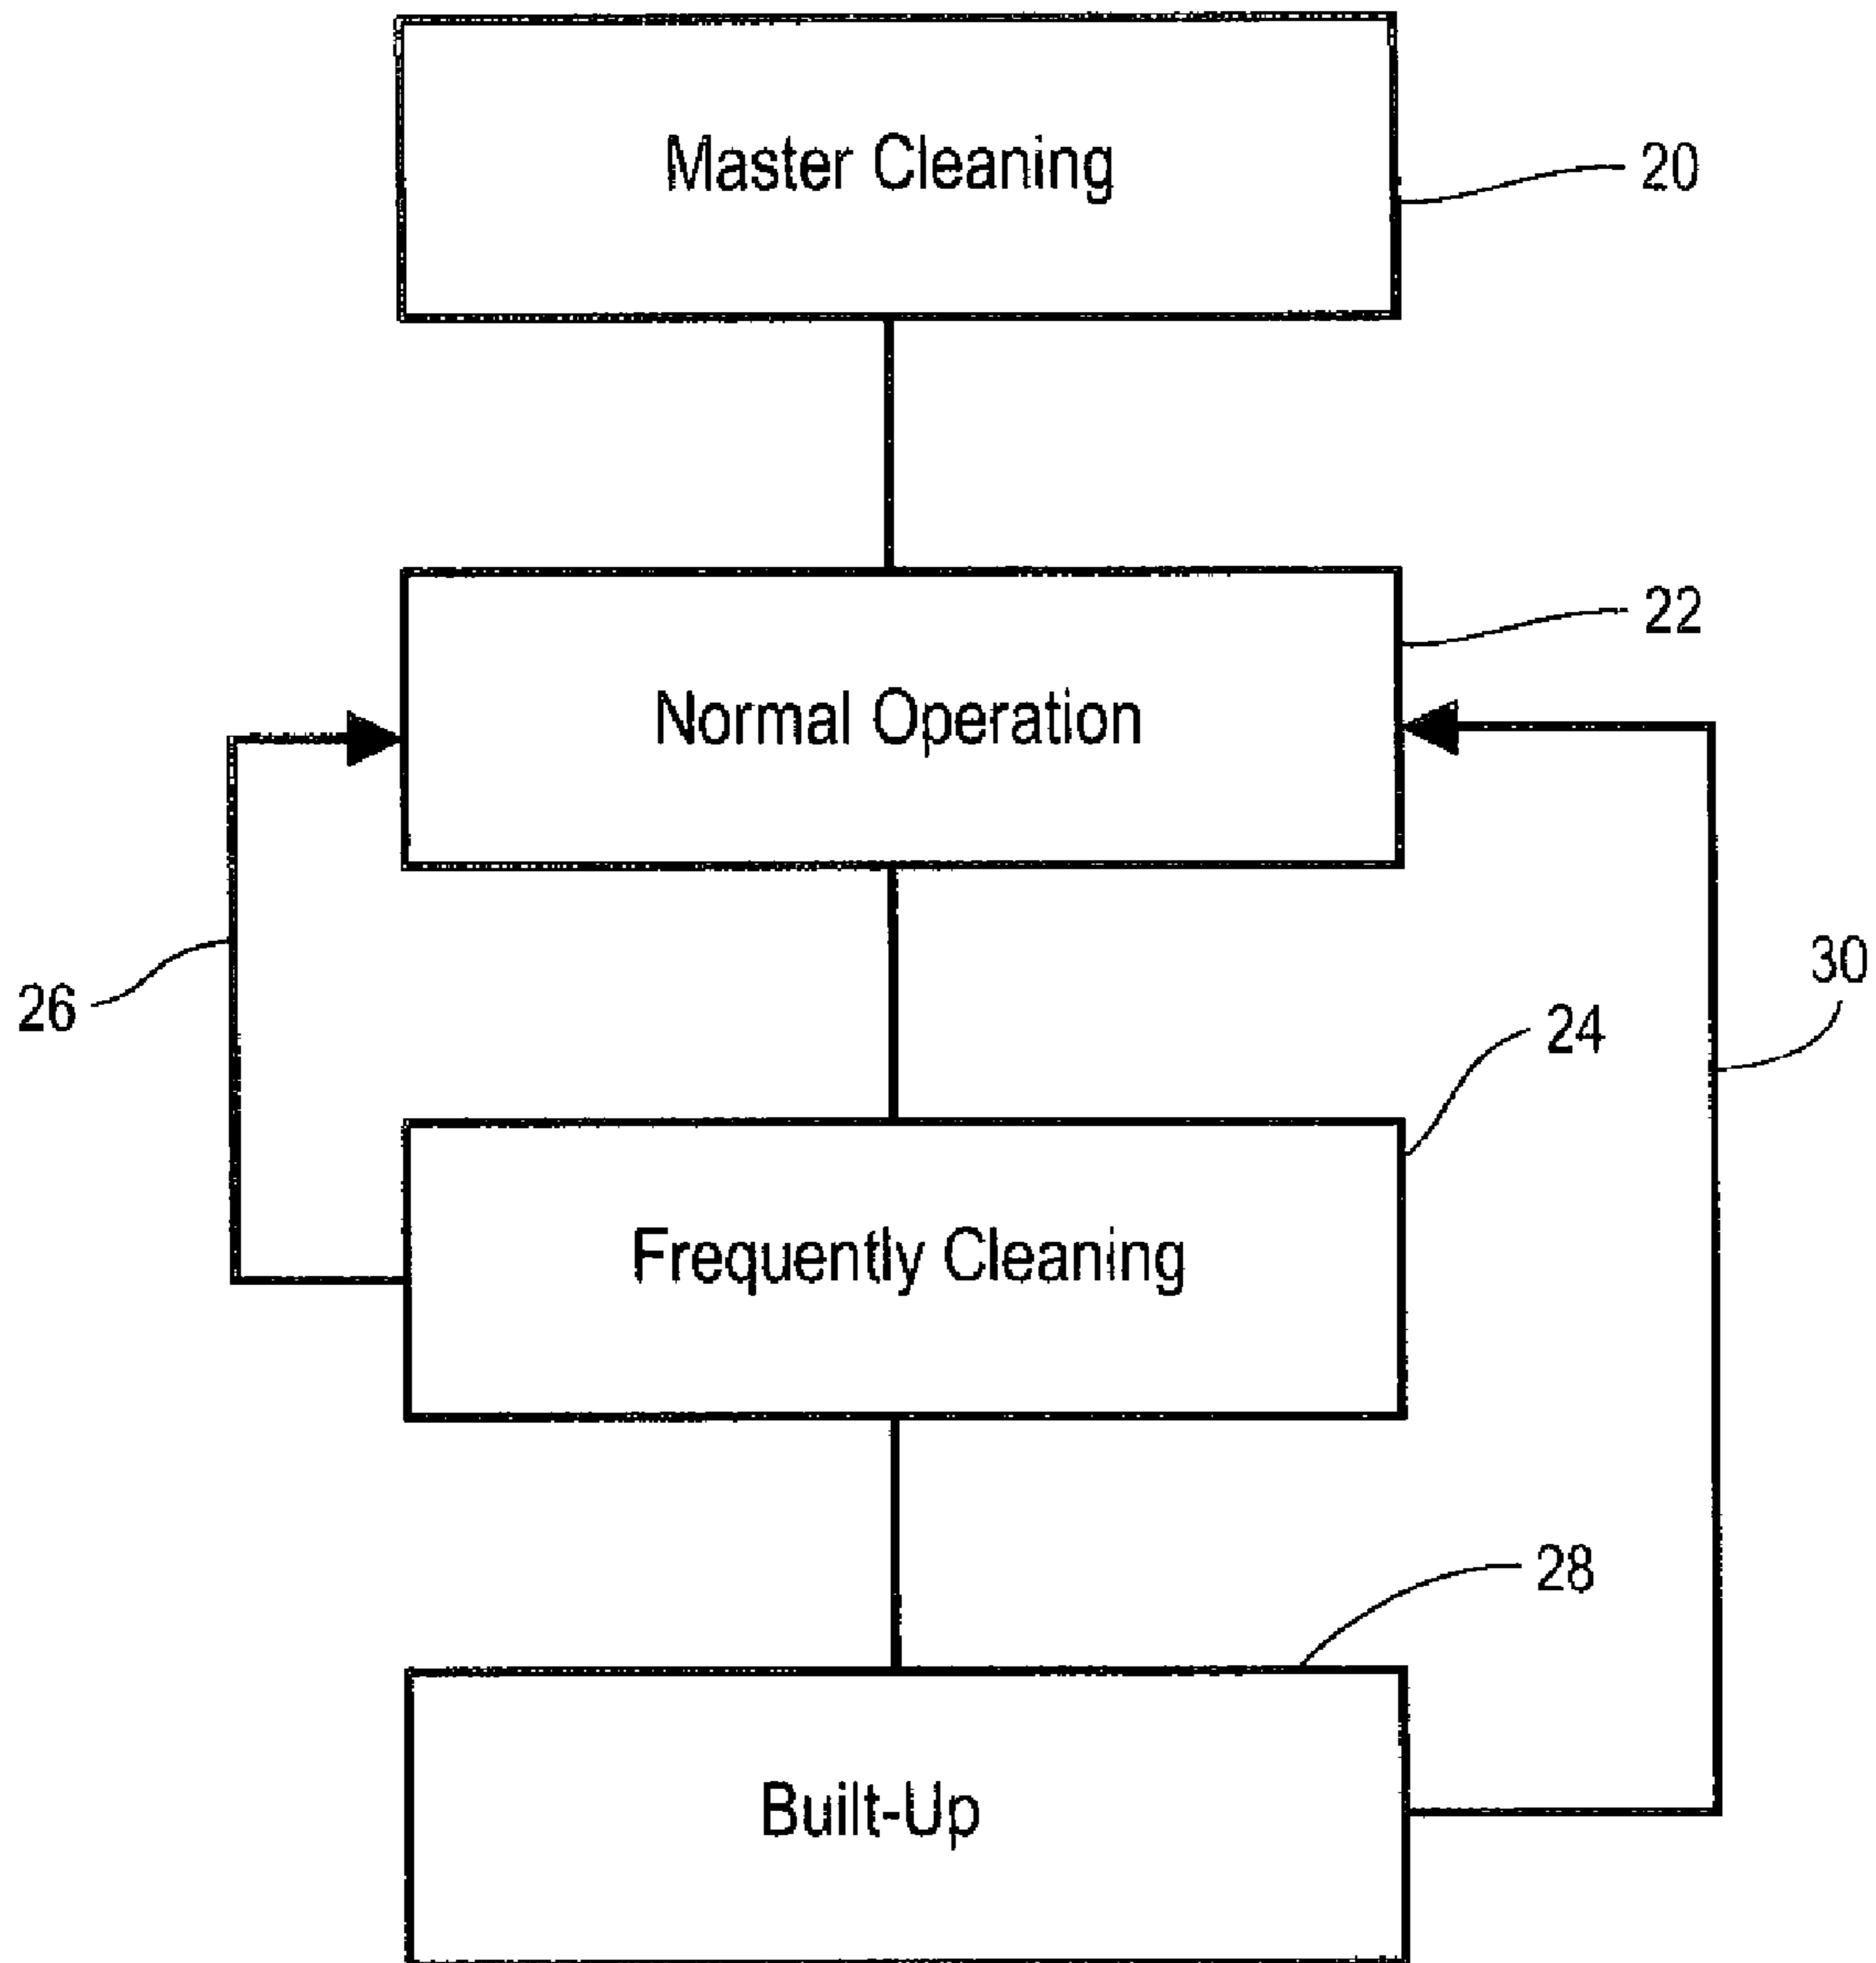 Master Cleaning
20
22
Normal Operation
30
26
24
Frequently Cleaning
28
Built-Up